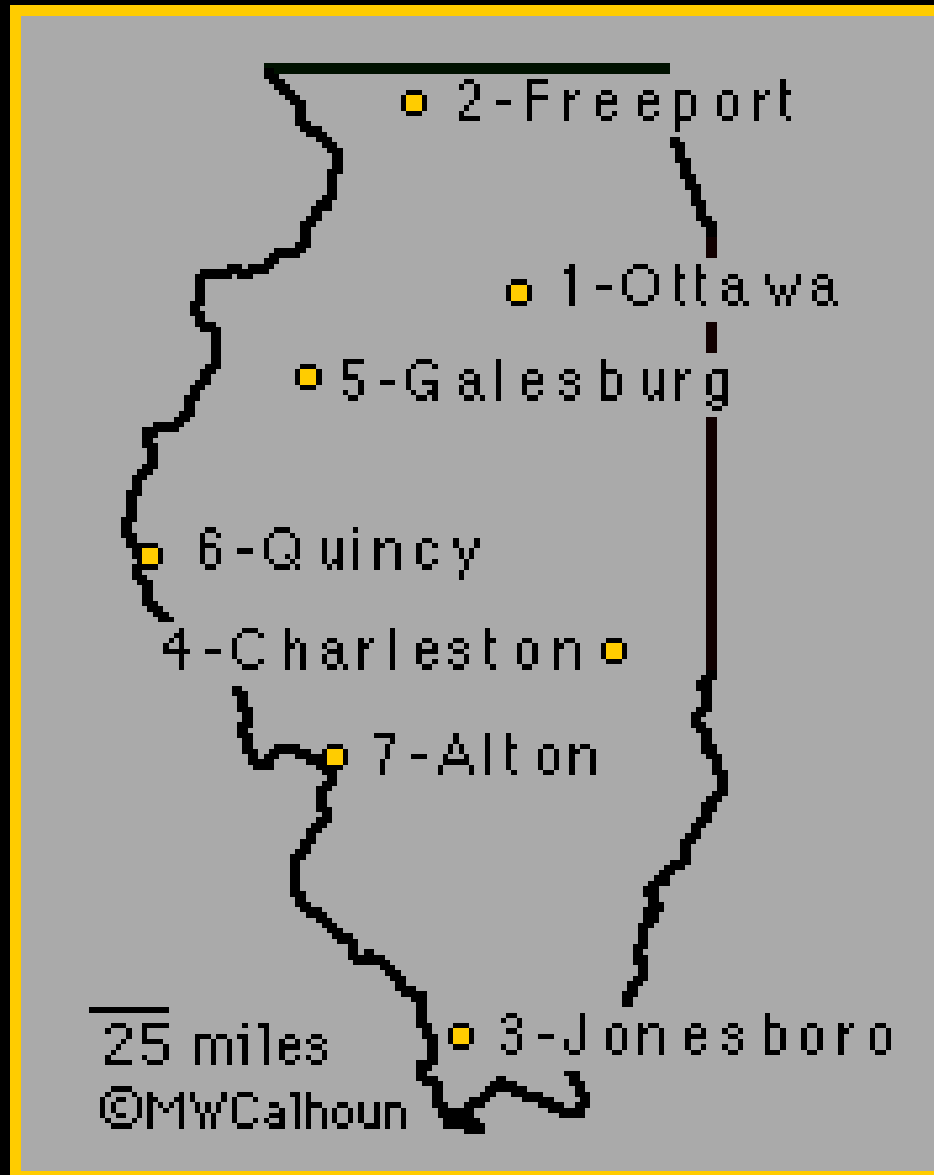 2-Freeport
1-Ottawa
5-Galesburg
6-Quincy
4-Charleston
7-Alton
3-Jonesboro
25 miles
©MWCalhoun